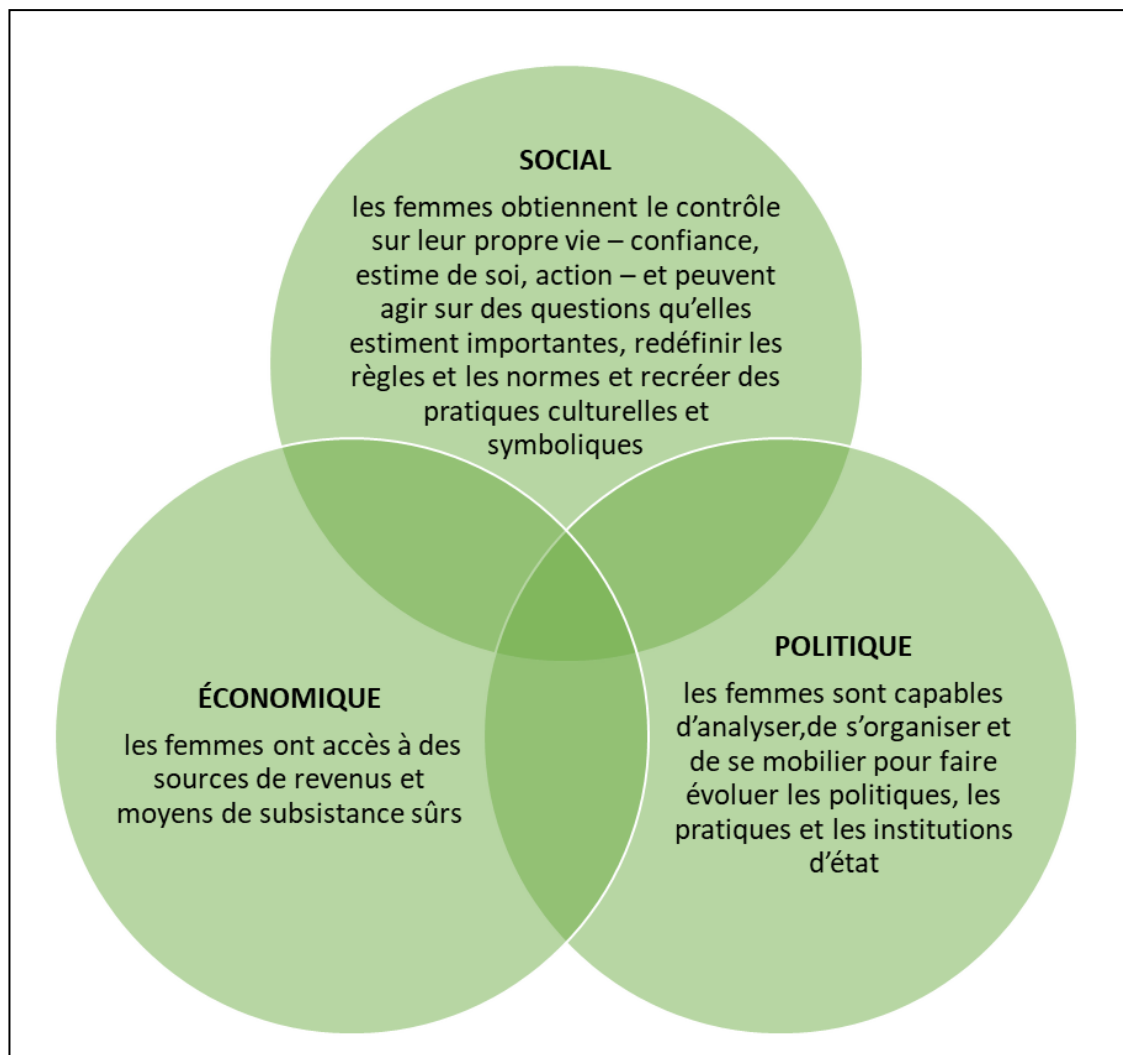 SOCIAL
les femmes obtiennent le contrôle
sur leur propre vie – confiance,
estime de soi, action – et peuvent
agir sur des questions qu’elles
estiment importantes, redéfinir les
règles et les normes et recréer des
pratiques culturelles et
symboliques
ÉCONOMIQUE
les femmes ont accès à des
sources de revenus et
moyens de subsistance sûrs
POLITIQUE
les femmes sont capables
d’analyser,de s’organiser et
de se mobilier pour faire
évoluer les politiques, les
pratiques et les institutions
d’état